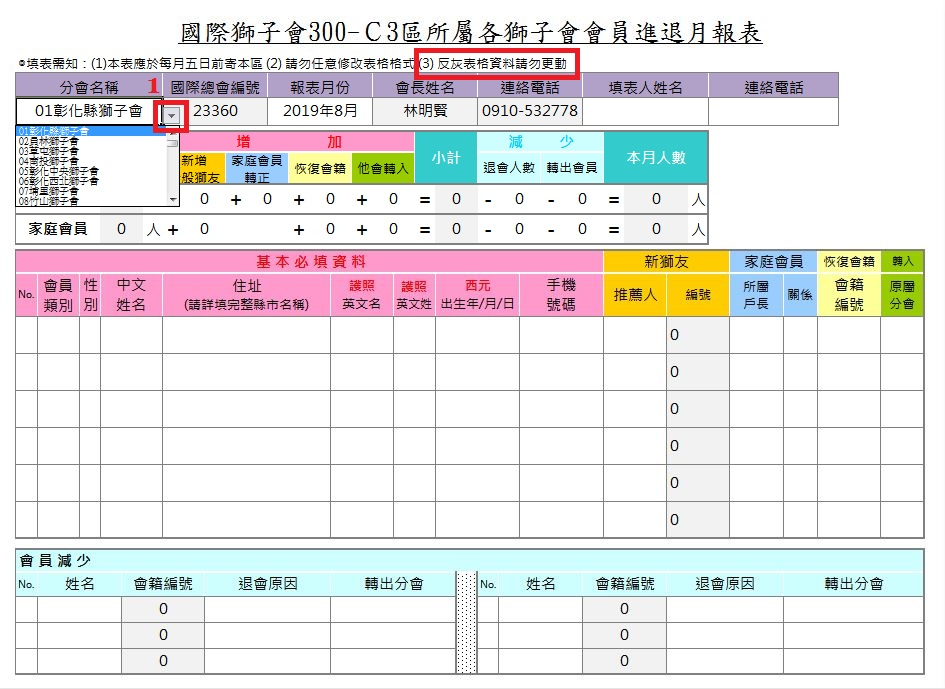 國際獅子會300-C3區所屬各獅子會會員進退月報表
◎填表需知：(1)本表應於每月五日前寄本區 (2) 請勿任意修改表格格式 (3) 反灰表格資料請勿更動
分會名稱 1 國際總會編號 報表月份 會長姓名 連絡電話 填表人姓名 連絡電話
01彰化縣獅子會 23360 2019年8月 林明賢 0910-532778
01彰化縣獅子會
02員林獅子會
03草屯獅子會
04南投獅子會
05彰化中央獅子會
06彰化西北獅子會
07埔里獅子會
08竹山獅子會
增 加 小計 減 少 本月人數
新增 家庭會員 恢復會籍 他會轉入 退會人數 轉出會員
般獅友 轉正
0 + 0 + 0 + 0 = 0 - 0 - 0 = 0 人
家庭會員 0 人 + 0 + 0 + 0 = 0 - 0 - 0 = 0 人
基本必填資料 新獅友 家庭會員 恢復會籍 轉入
No. 會員 性 中文 住址 護照 護照 西元 手機 推薦人 編號 所屬 關係 會籍 原屬
類別 別 姓名 (請詳填完整縣市名稱) 英文名 英文姓 出生年/月/日 號碼 戶長 編號 分會
0
0
0
0
0
0
會員減少
No. 姓名 會籍編號 退會原因 轉出分會 No. 姓名 會籍編號 退會原因 轉出分會
0 0
0 0
0 0